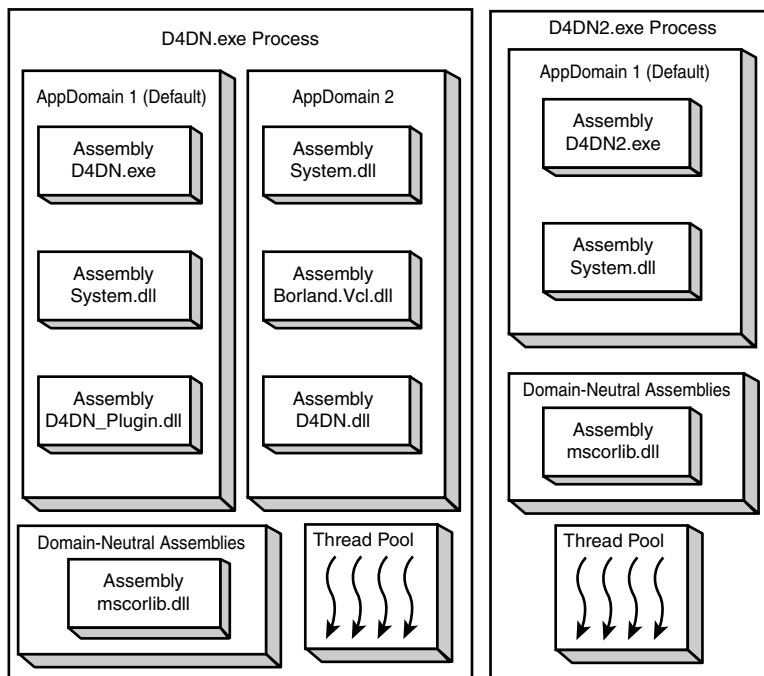 D4DN.exe Process
AppDomain 1 (Default)
Assembly
D4DN.exe
Assembly
System.dll
Assembly
D4DN_Plugin.dll
AppDomain 2
Assembly
System.dll
Assembly
Borland.Vcl.dll
Assembly
D4DN.dll
Domain-Neutral Assemblies
Assembly
mscorlib.dll
Thread Pool
D4DN2.exe Process
AppDomain 1 (Default)
Assembly
D4DN2.exe
Assembly
System.dll
Domain-Neutral Assemblies
Assembly
mscorlib.dll
Thread Pool